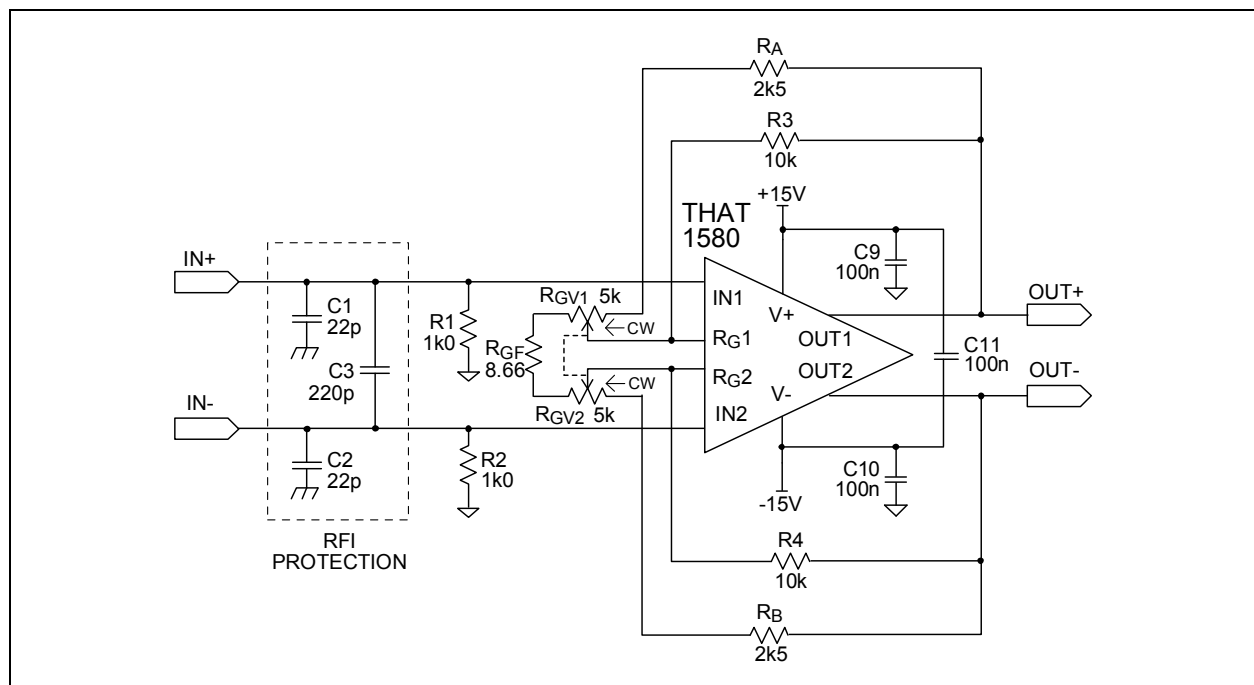 RA
2k5
R3
10k
+15V
THAT
1580
C9
100n
IN+
C1
22p
R1
1k0
RGV1 5k
CW
IN1
V+
OUT1
OUT+
RGF
8.66
RG1
C3
220p
C11
100n
RG2
OUT2
CW
V-
OUT-
IN-
RGV2 5k
IN2
C2
22p
R2
1k0
C10
100n
-15V
RFI
PROTECTION
R4
10k
RB
2k5